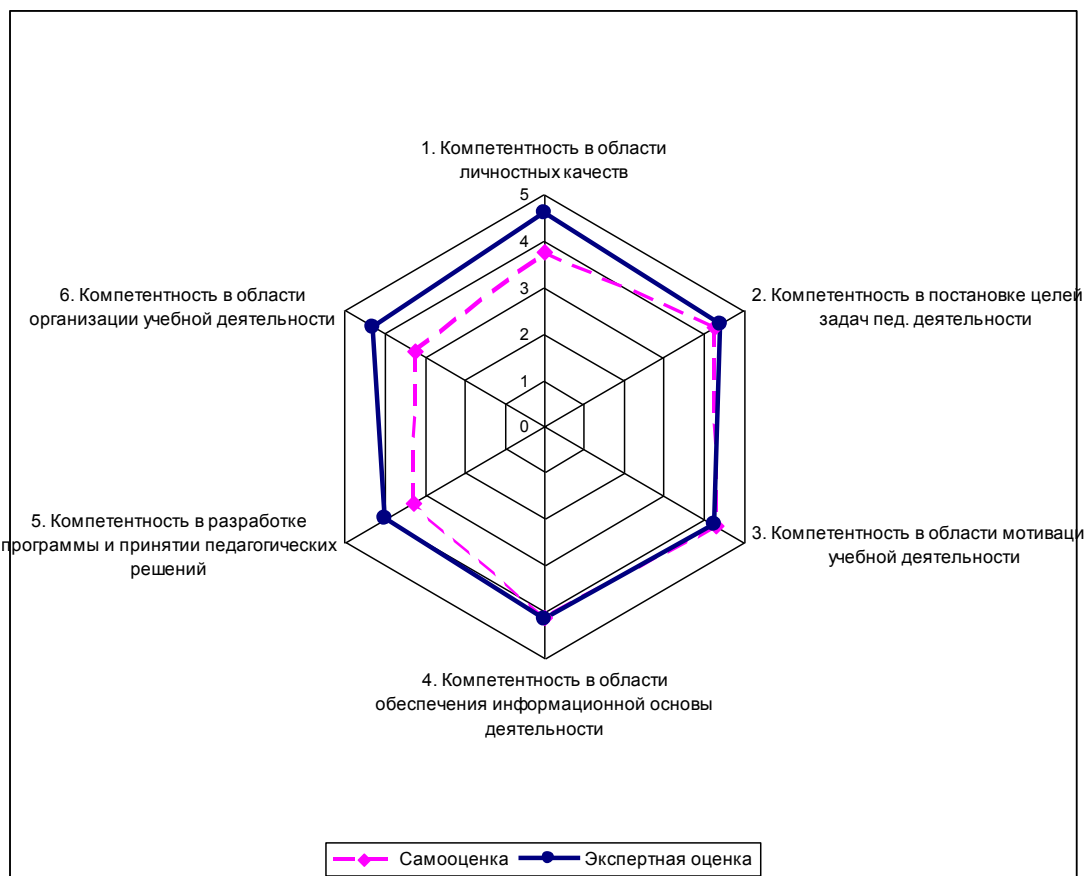 1. Компетентность в области
личностных качеств
5
4
3
2
1
0
2. Компетентность в постановке целей
задач пед. деятельности
3. Компетентность в области мотиваци
учебной деятельности
4. Компетентность в области
обеспечения информационной основы
деятельности
5. Компетентность в разработке
программы и принятии педагогических
решений
6. Компетентность в области
организации учебной деятельности
Самооценка
Экспертная оценка